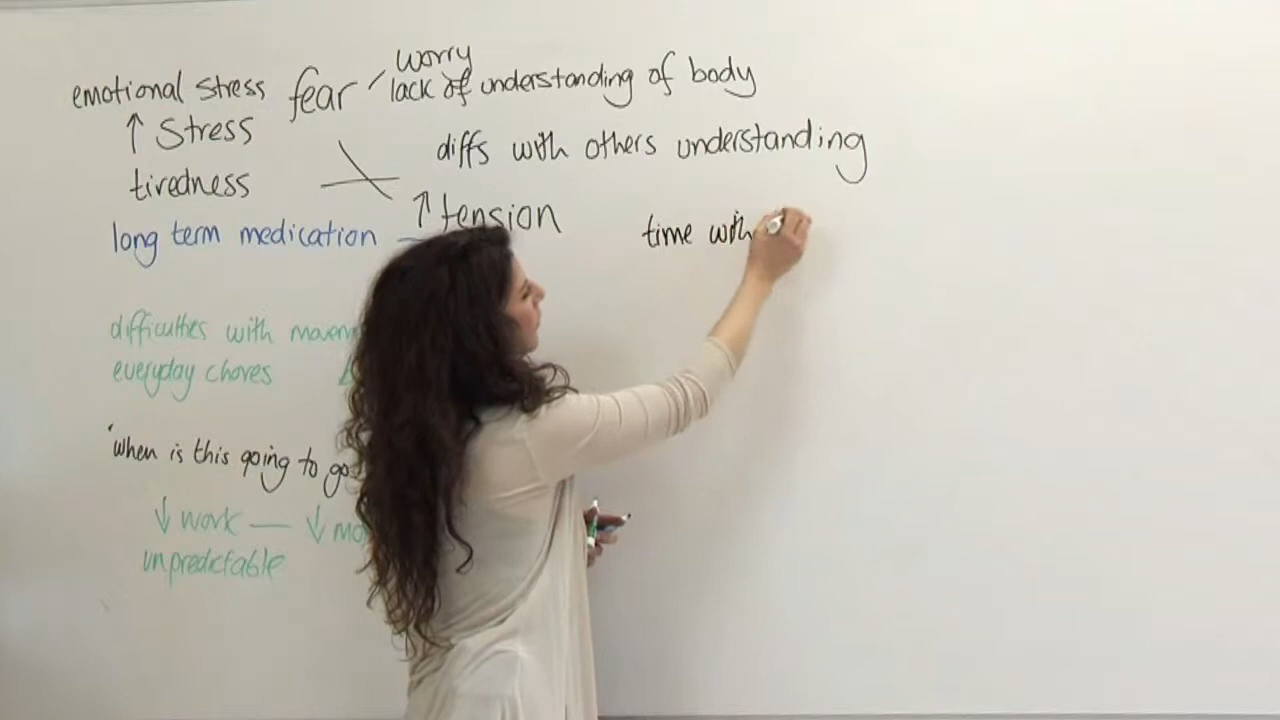 worry
emotional stress fear / lack of understanding of body
↑ stress
diffs with others understanding
tiredness
↑ tension
long term medication
time with
difficulties with
everyday chores
'when is this going to go
↓ work — ↓
unpredictable